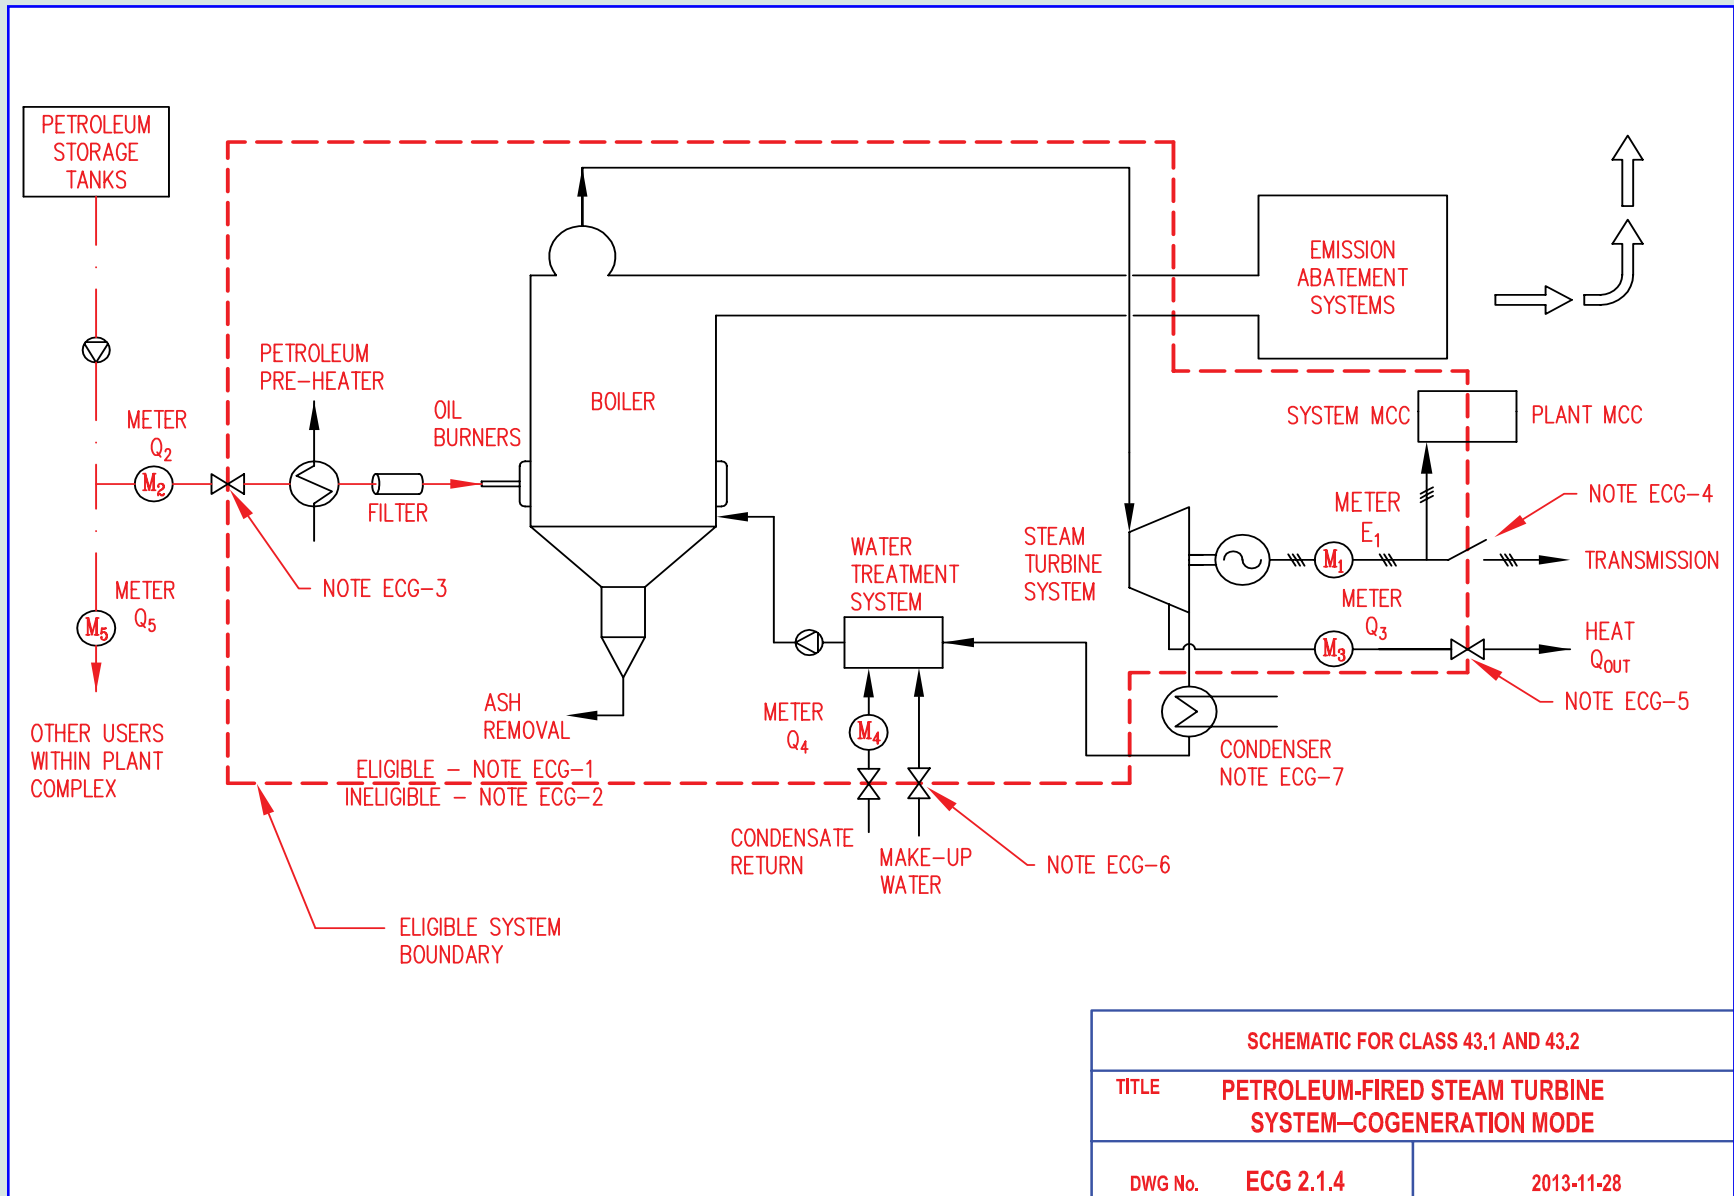 PETROLEUM
STORAGE
TANKS
EMISSION
ABATEMENT
SYSTEMS
PETROLEUM
PRE-HEATER
OIL
BURNERS
BOILER
METER
Q2
M2
FILTER
SYSTEM MCC
PLANT MCC
NOTE ECG-4
METER
E1
M1
TRANSMISSION
STEAM
TURBINE
SYSTEM
WATER
TREATMENT
SYSTEM
NOTE ECG-3
METER
Q5
M5
METER
Q3
M3
HEAT
QOUT
NOTE ECG-5
ASH
REMOVAL
METER
Q4
M4
OTHER USERS
WITHIN PLANT
COMPLEX
CONDENSER
NOTE ECG-7
ELIGIBLE - NOTE ECG-1
INELIGIBLE - NOTE ECG-2
CONDENSATE
RETURN
MAKE-UP
WATER
NOTE ECG-6
ELIGIBLE SYSTEM
BOUNDARY
SCHEMATIC FOR CLASS 43.1 AND 43.2
TITLE PETROLEUM-FIRED STEAM TURBINE
SYSTEM—COGENERATION MODE
DWG No. ECG 2.1.4 2013-11-28